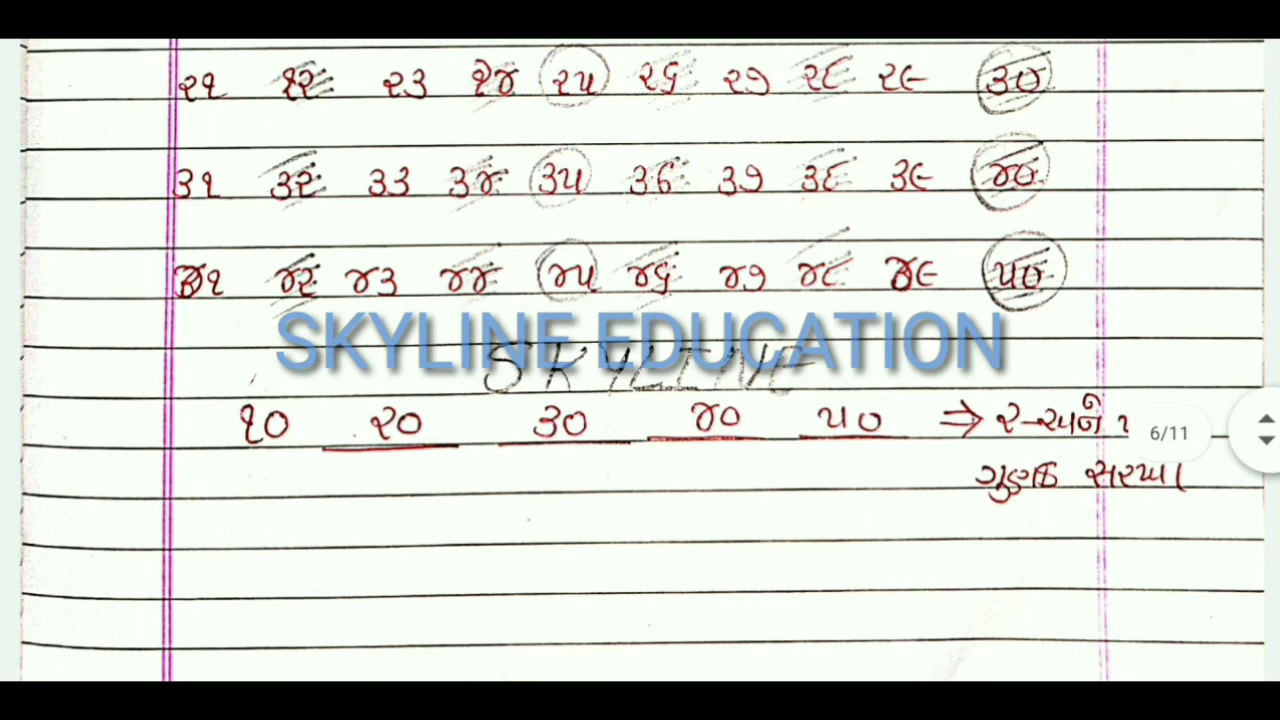 ૨૧ ૨૨ ૨૩ ૨૪ ૨૫ ૨૬ ૨૭ ૨૮ ૨૯ ૩૦
૩૧ ૩૨ ૩૩ ૩૪ ૩૫ ૩૬ ૩૭ ૩૮ ૩૯ ૪૦
૪૧ ૪૨ ૪૩ ૪૪ ૪૫ ૪૬ ૪૭ ૪૮ ૪૯ ૫૦
SKYLINE EDUCATION
SKYLINE
૧૦ ૨૦ ૩૦ ૪૦ ૫૦ ⇒ ૨
6/11